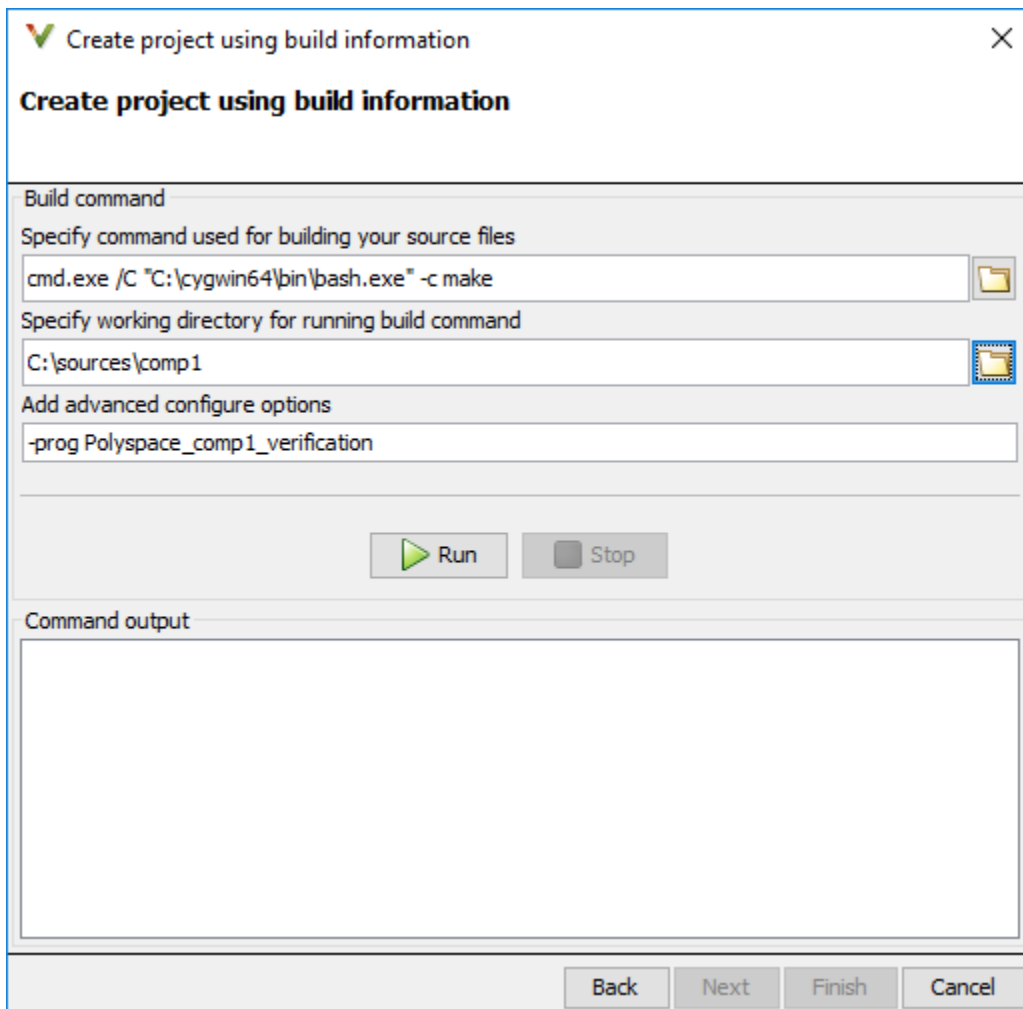 Create project using build information
Create project using build information
Build command
Specify command used for building your source files
cmd.exe /C "C:\cygwin64\bin\bash.exe" -c make
Specify working directory for running build command
C:\sources\comp1
Add advanced configure options
-prog Polyspace_comp1_verification
Run Stop
Command output
Back Next Finish Cancel